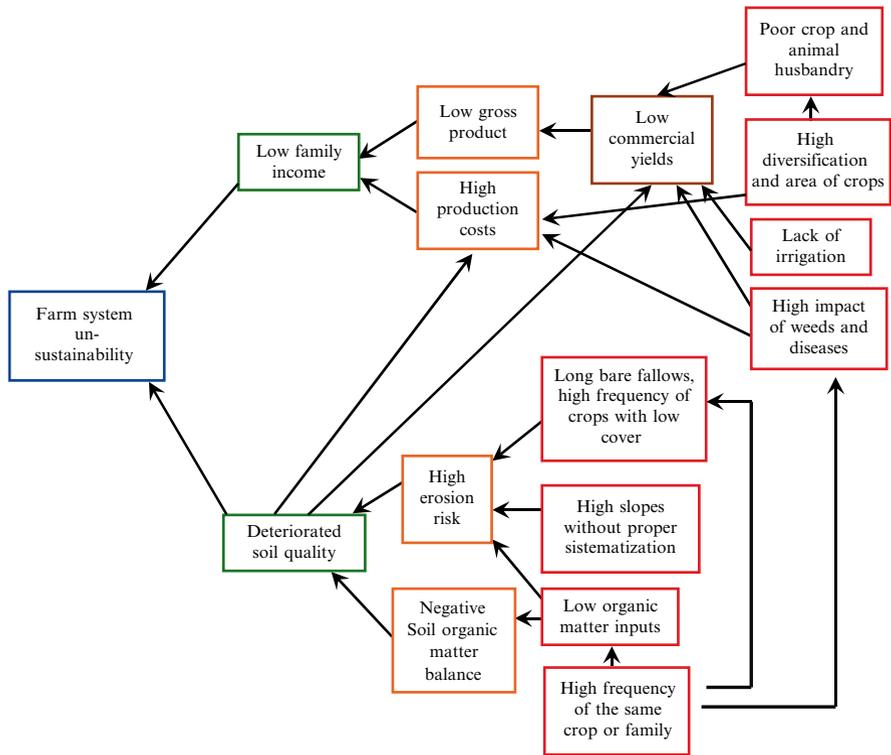 Poor crop and
animal
husbandry
Low gross
product
Low
commercial
yields
High
diversification
and area of crops
Low family
income
High
production
costs
Lack of
irrigation
Farm system
un-
sustainability
High impact
of weeds and
diseases
Long bare fallows,
high frequency of
crops with low
cover
High
erosion
risk
High slopes
without proper
sistematization
Deteriorated
soil quality
Negative
Soil organic
matter
balance
Low organic
matter inputs
High frequency
of the same
crop or family